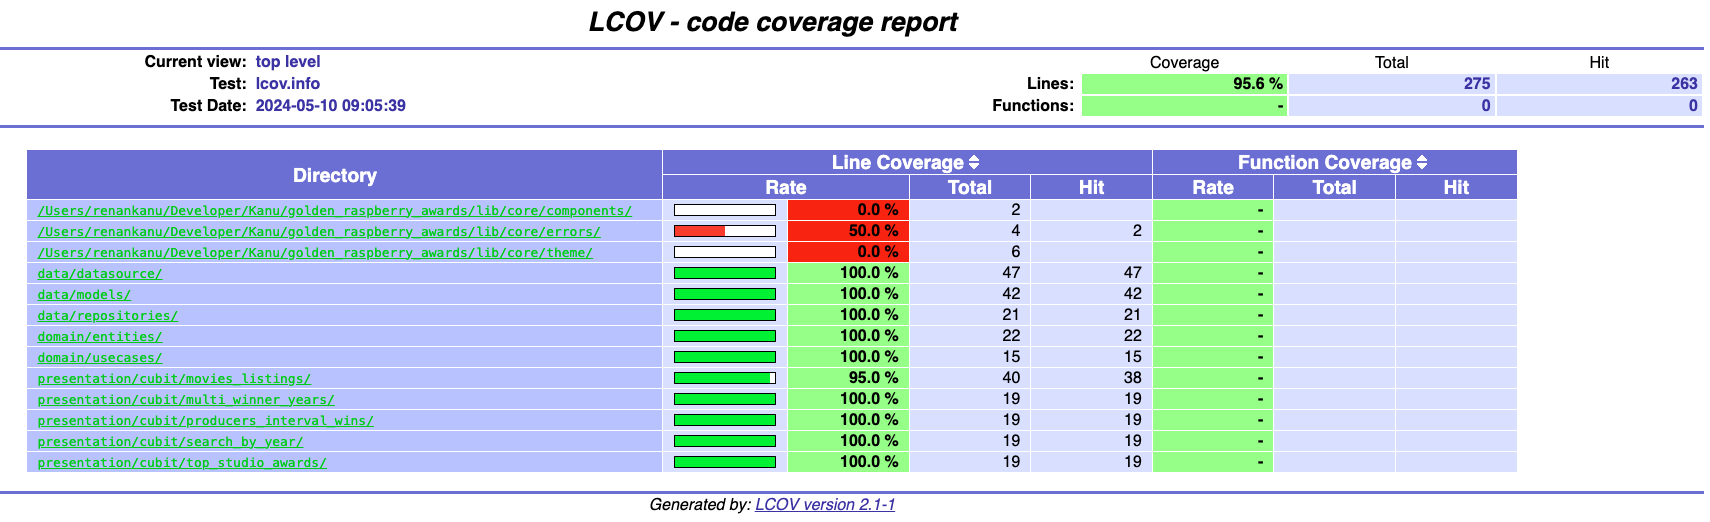 LCOV - code coverage report
Current view: top level
Coverage Total Hit
Test: lcov.info Lines: 95.6 % 275 263
Test Date: 2024-05-10 09:05:39 Functions: - 0 0
Directory Line Coverage Function Coverage
Rate Total Hit Rate Total Hit
/Users/renankanu/Developer/Kanu/golden_raspberry_awards/lib/core/components/ 0.0 % 2 -
/Users/renankanu/Developer/Kanu/golden_raspberry_awards/lib/core/errors/ 50.0 % 4 2 -
/Users/renankanu/Developer/Kanu/golden_raspberry_awards/lib/core/theme/ 0.0 % 6 -
data/datasource/ 100.0 % 47 47 -
data/models/ 100.0 % 42 42 -
data/repositories/ 100.0 % 21 21 -
domain/entities/ 100.0 % 22 22 -
domain/usecases/ 100.0 % 15 15 -
presentation/cubit/movies_listings/ 95.0 % 40 38 -
presentation/cubit/multi_winner_years/ 100.0 % 19 19 -
presentation/cubit/producers_interval_wins/ 100.0 % 19 19 -
presentation/cubit/search_by_year/ 100.0 % 19 19 -
presentation/cubit/top_studio_awards/ 100.0 % 19 19 -
Generated by: LCOV version 2.1-1